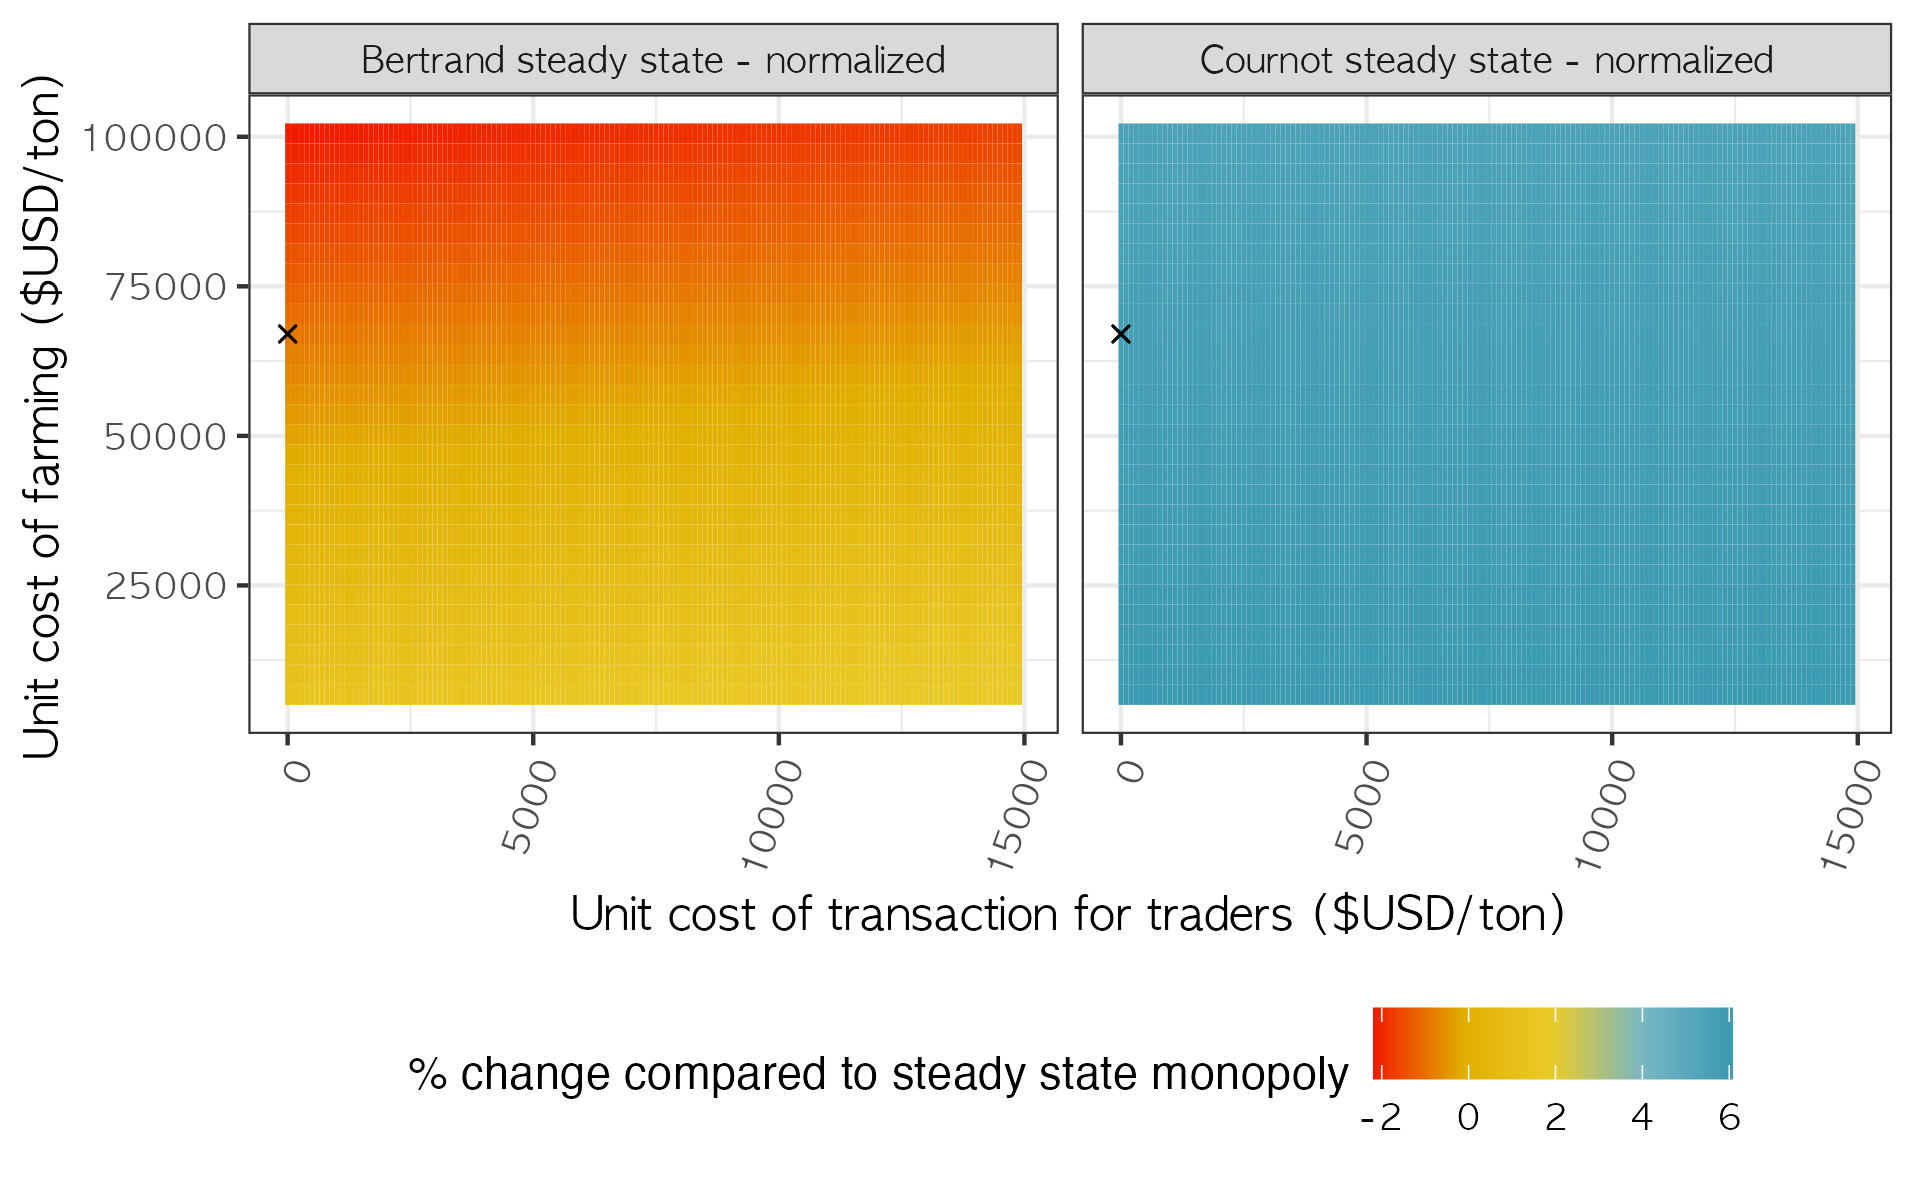 Bertrand steady state - normalized
Cournot steady state - normalized
Unit cost of farming ($USD/ton)
100000
75000
50000
25000
0
5000
10000
15000
0
5000
10000
15000
Unit cost of transaction for traders ($USD/ton)
% change compared to steady state monopoly
-2 0 2 4 6